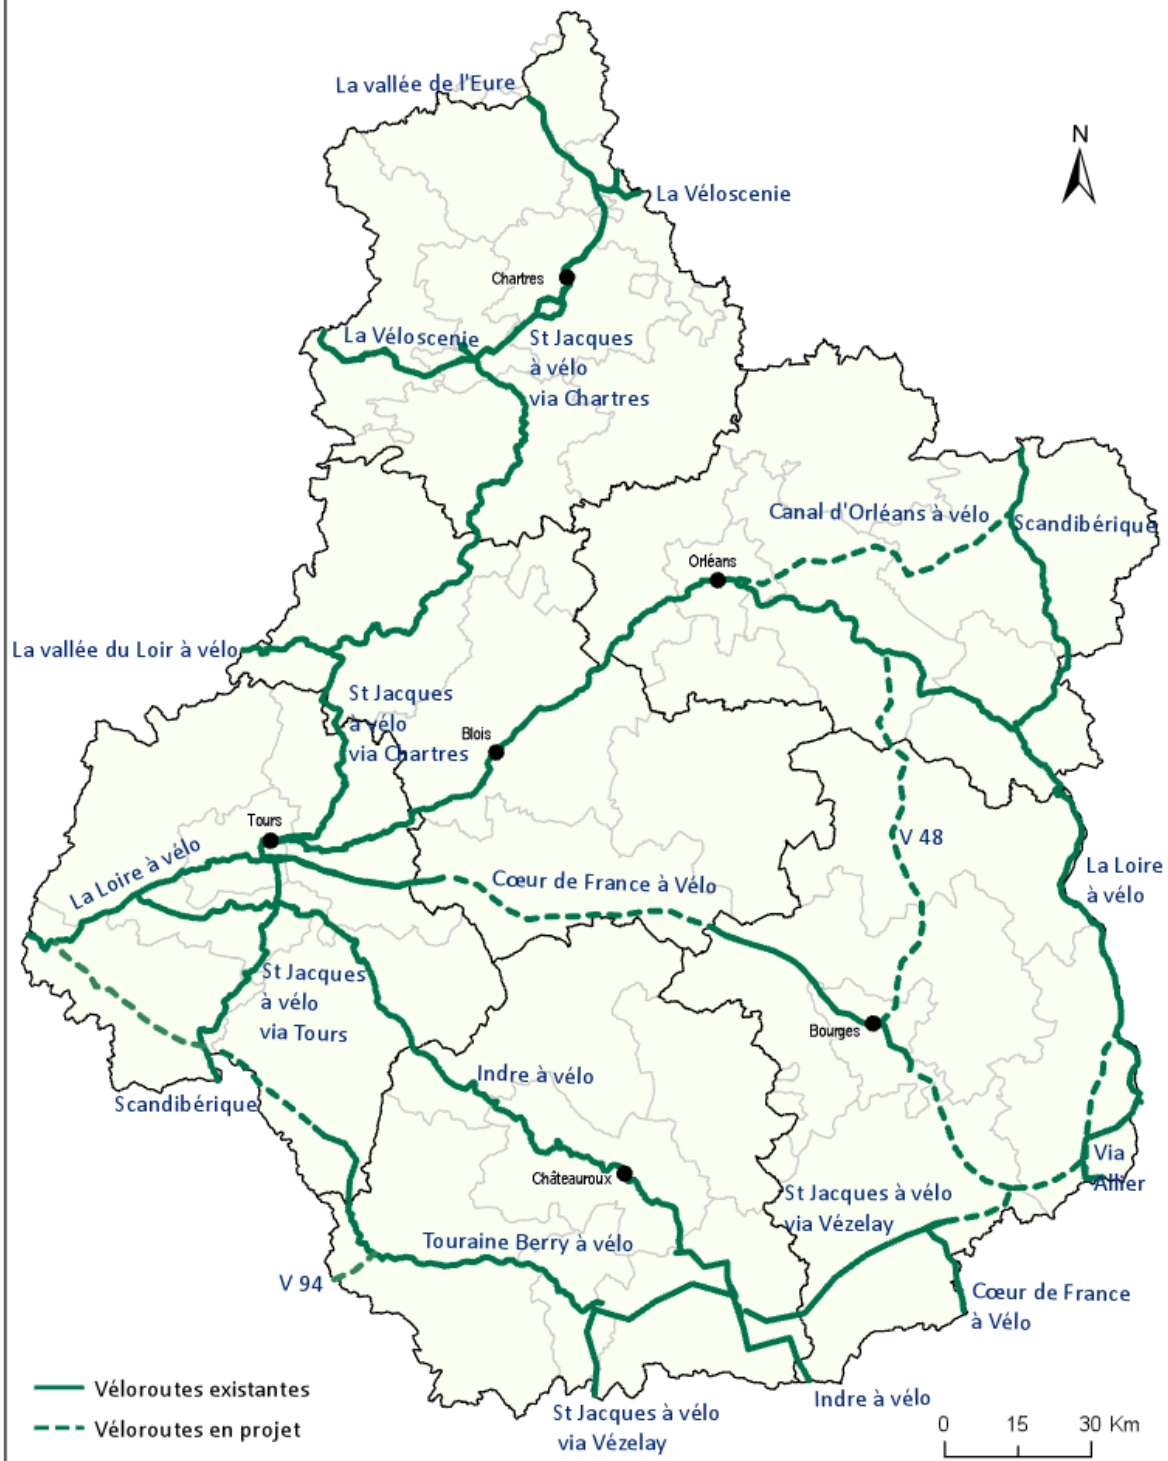 La vallée de l'Eure
N
La Véloscenie
Chartres
La Véloscenie
St Jacques
à vélo
via Chartres
Canal d'Orléans à vélo
Scandibérique
Orléans
La vallée du Loir à vélo
St Jacques
à vélo
via Chartres
Blois
Tours
V 48
La Loire à vélo
La Loire
à vélo
Cœur de France à Vélo
St Jacques
à vélo
via Tours
Bourges
Indre à vélo
Scandibérique
Via
Allier
Châteauroux
St Jacques à vélo
via Vézelay
Touraine Berry à vélo
V 94
Cœur de France
à Vélo
Véloroutes existantes
Indre à vélo
St Jacques à vélo
via Vézelay
Véloroutes en projet
0 15 30 Km